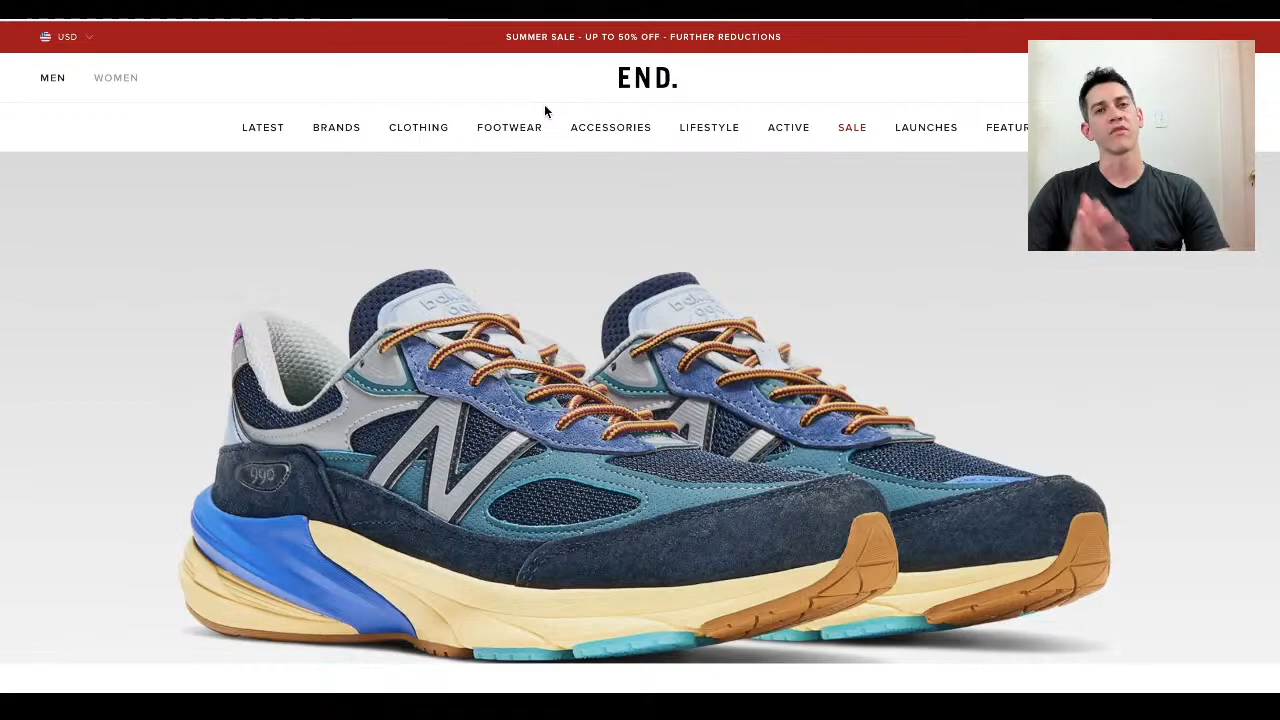 USD
SUMMER SALE - UP TO 50% OFF - FURTHER REDUCTIONS
MEN WOMEN
END.
LATEST BRANDS CLOTHING FOOTWEAR ACCESSORIES LIFESTYLE ACTIVE SALE LAUNCHES FEATUR
N N
990